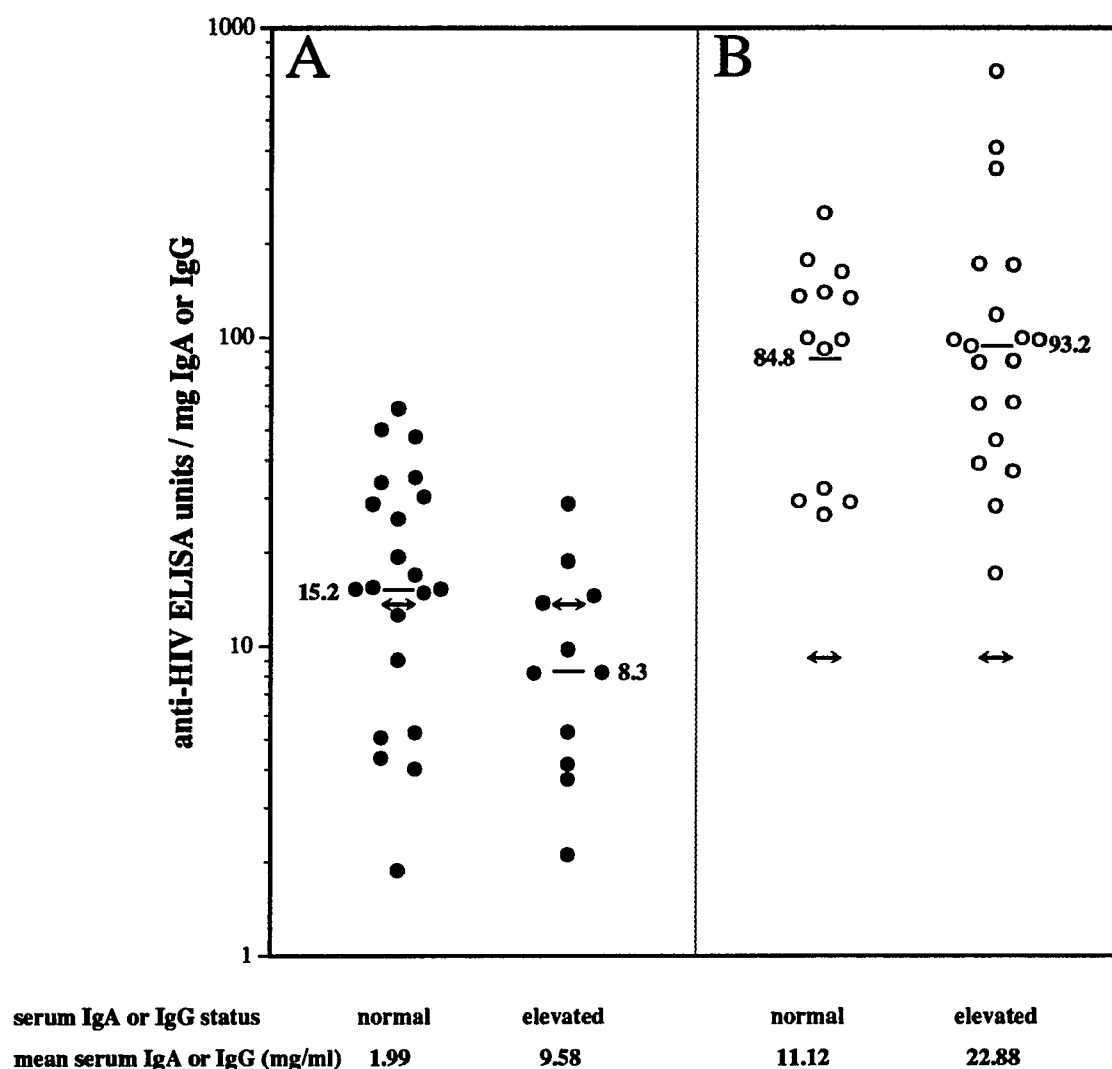 1000
A
B
anti-HIV ELISA units / mg IgA or IgG
100
84.8
93.2
15.2
10
8.3
1
serum IgA or IgG status normal elevated normal elevated
mean serum IgA or IgG (mg/ml) 1.99 9.58 11.12 22.88